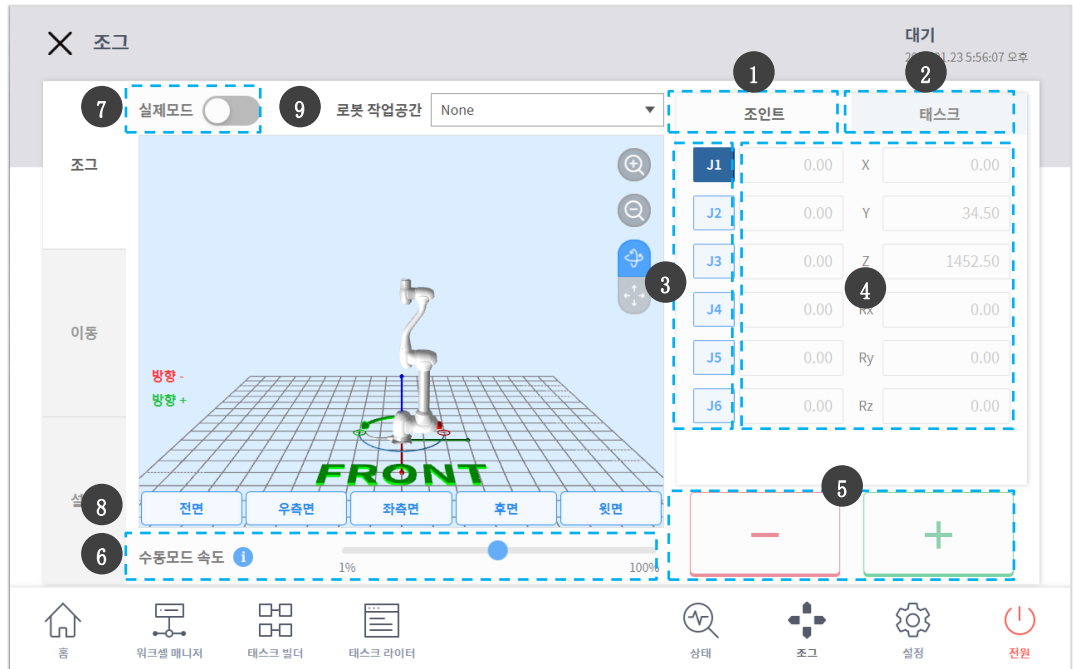 조그
대기
.23 5:56:07 오후
1
2
7
실제모드
9
로봇 작업공간
None
조인트
태스크
조그
J1
0.00
X
0.00
J2
0.00
Y
34.50
3
J3
0.00
Z
1452.50
4
J4
0.00
0.00
이동
J5
0.00
Ry
0.00
방향 -
방향 +
J6
0.00
Rz
0.00
FRONT
5
8
전면
우측면
좌측면
후면
윗면
−
+
6
수동모드 속도
i
1%
100%
홈
워크셀 매니저
태스크 빌더
태스크 라이터
상태
조그
설정
전원